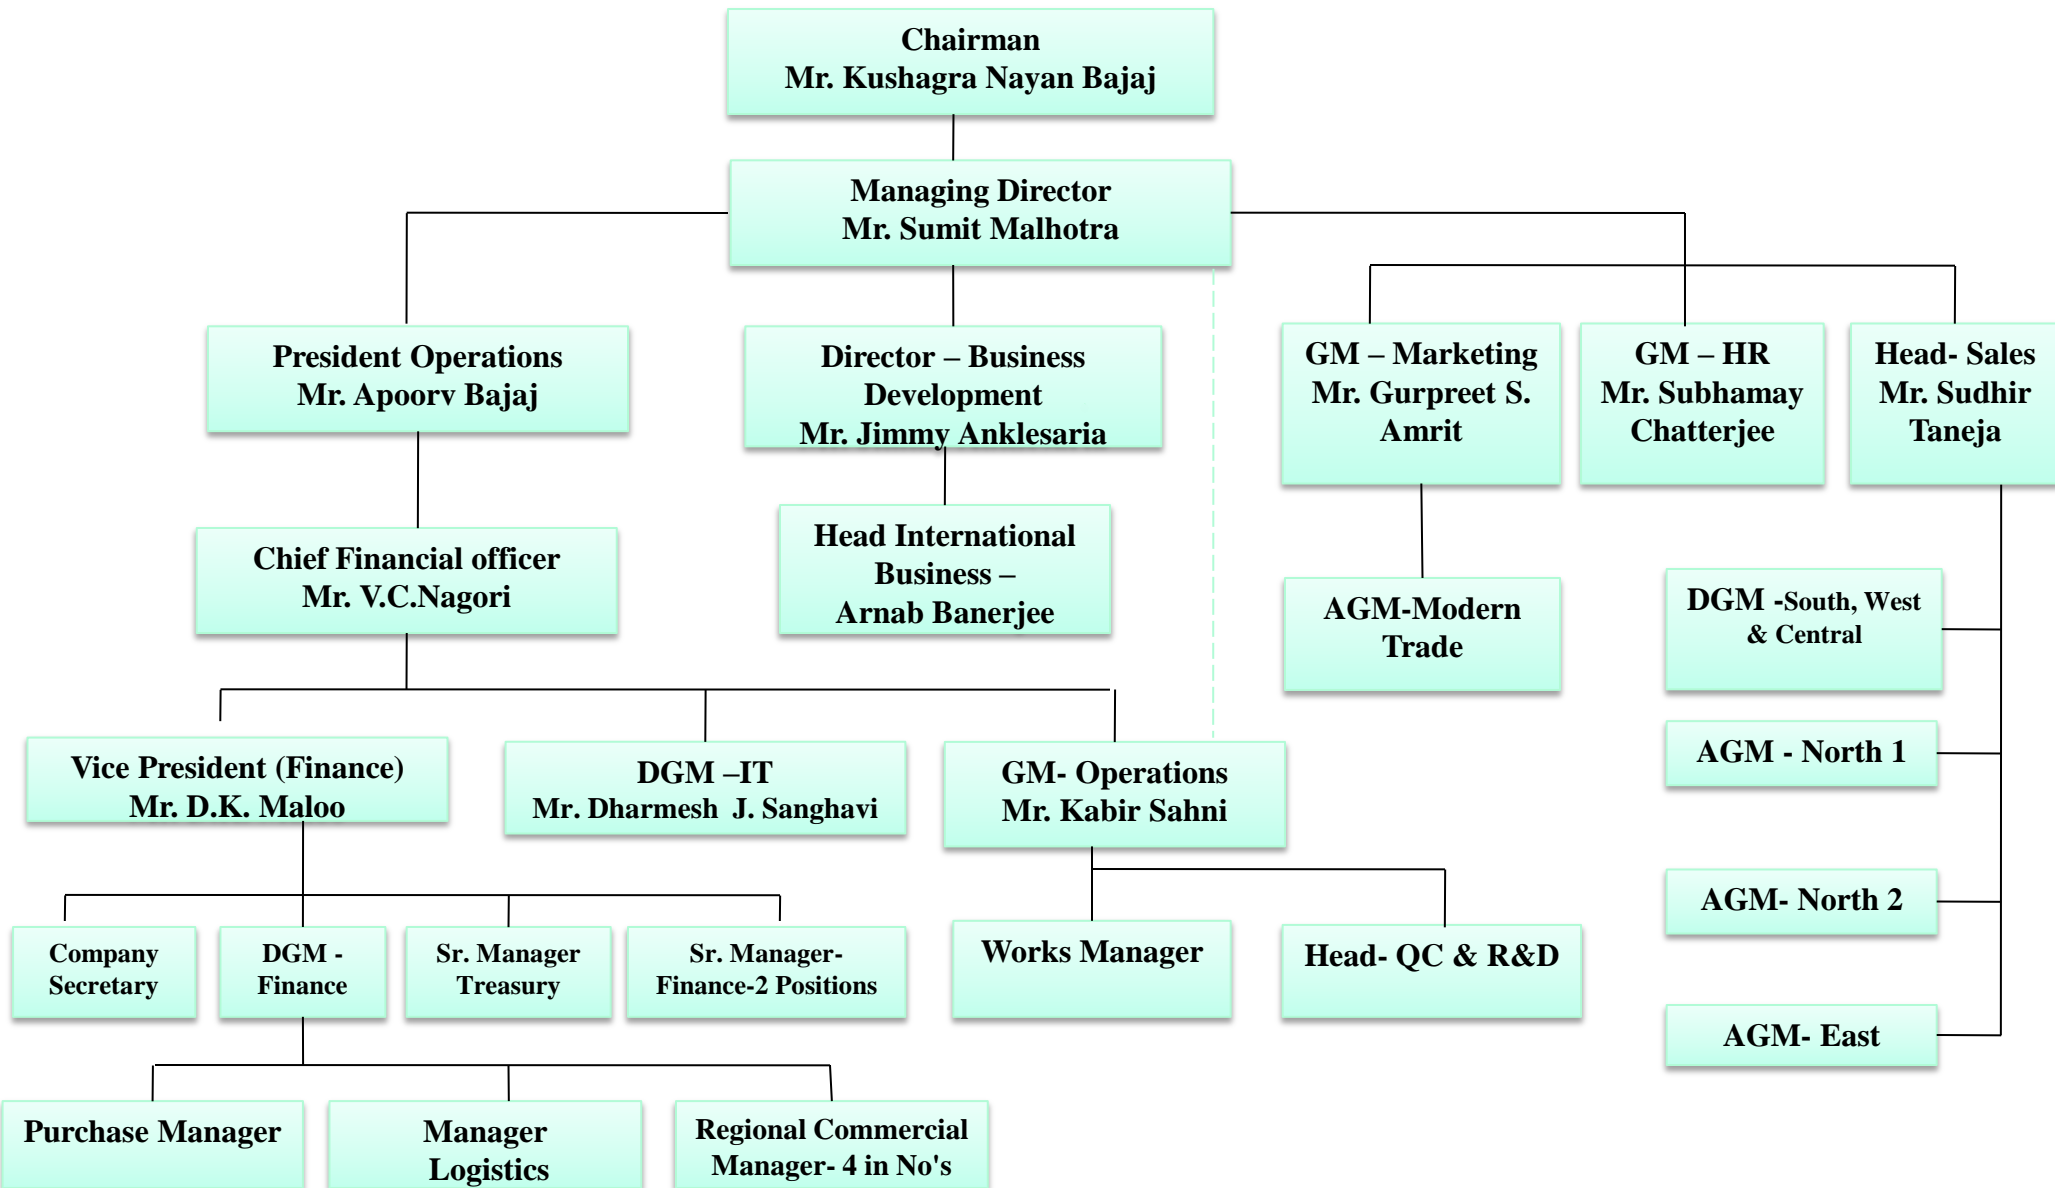 Chairman
Mr. Kushagra Nayan Bajaj
Managing Director
Mr. Sumit Malhotra
President Operations
Mr. Apoorv Bajaj
Director – Business
Development
Mr. Jimmy Anklesaria
GM – Marketing
Mr. Gurpreet S.
Amrit
GM – HR
Mr. Subhamay
Chatterjee
Head- Sales
Mr. Sudhir
Taneja
Chief Financial officer
Mr. V.C.Nagori
Head International
Business –
Arnab Banerjee
AGM-Modern
Trade
DGM -South, West
& Central
AGM - North 1
AGM- North 2
AGM- East
Vice President (Finance)
Mr. D.K. Maloo
DGM –IT
Mr. Dharmesh J. Sanghavi
GM- Operations
Mr. Kabir Sahni
Company
Secretary
DGM -
Finance
Sr. Manager
Treasury
Sr. Manager-
Finance-2 Positions
Works Manager
Head- QC & R&D
Purchase Manager
Manager
Logistics
Regional Commercial
Manager- 4 in No's